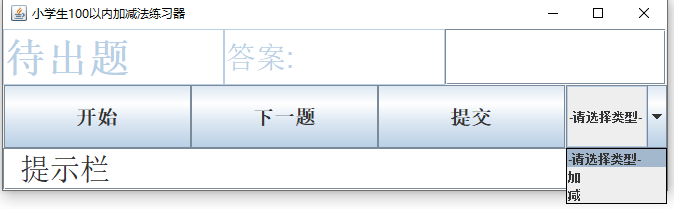 小学生100以内加减法练习器
待出题 答案:
开始 下一题 提交 -请选择类型-
提示栏 -请选择类型-
加
减